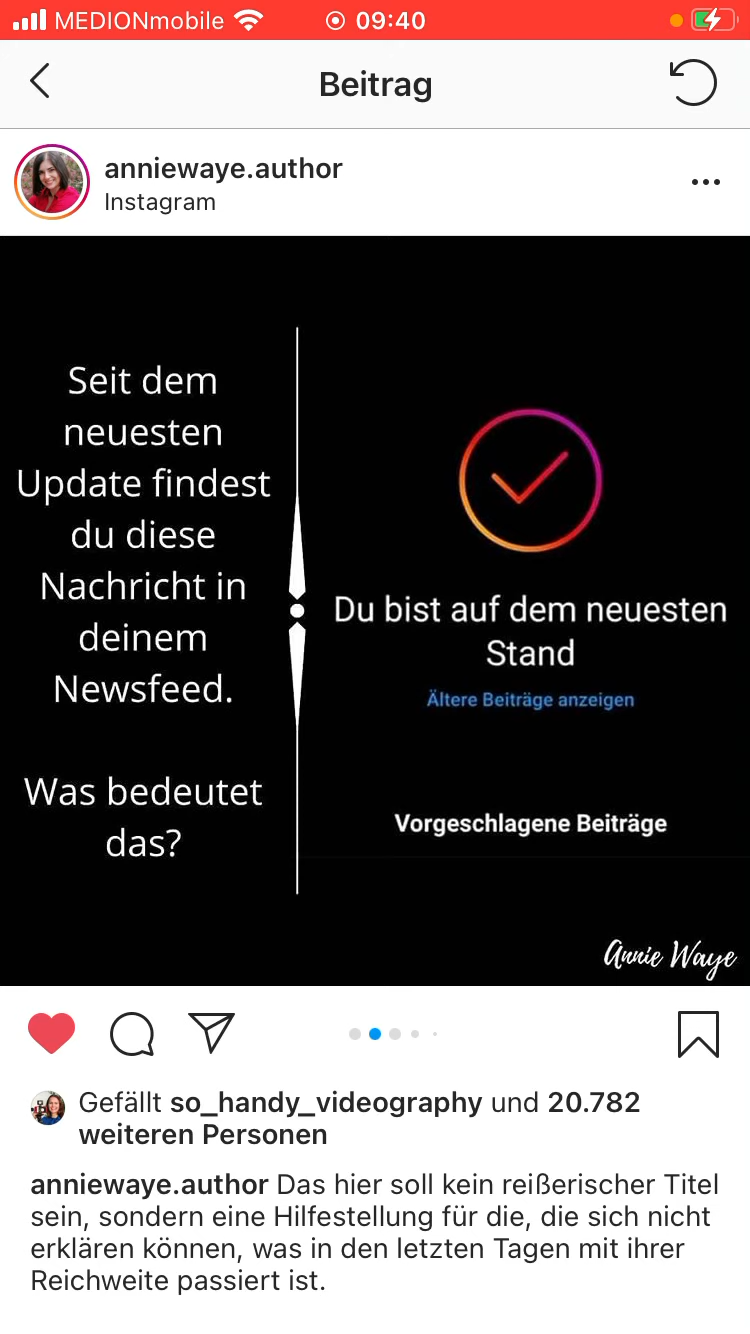 MEDIONmobile 09:40
Beitrag
anniewaye.author
Instagram
Seit dem
neuesten
Update findest
du diese
Nachricht in
deinem
Newsfeed.
Was bedeutet
das?
Du bist auf dem neuesten
Stand
Ältere Beiträge anzeigen
Vorgeschlagene Beiträge
Annie Waye
Gefällt so_handy_videography und 20.782
weiteren Personen
anniewaye.author Das hier soll kein reißerischer Titel
sein, sondern eine Hilfestellung für die, die sich nicht
erklären können, was in den letzten Tagen mit ihrer
Reichweite passiert ist.